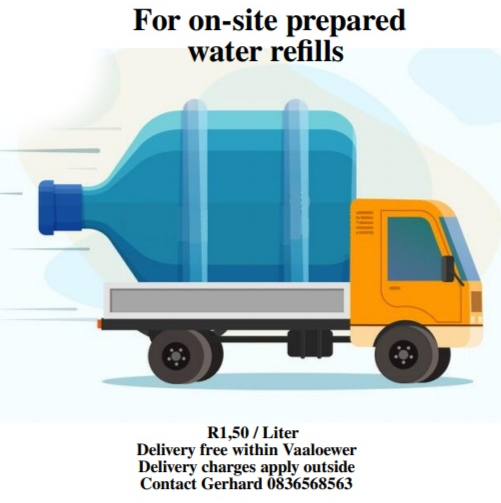 For on-site prepared
water refills
R1,50 / Liter
Delivery free within Vaaloewer
Delivery charges apply outside
Contact Gerhard 0836568563